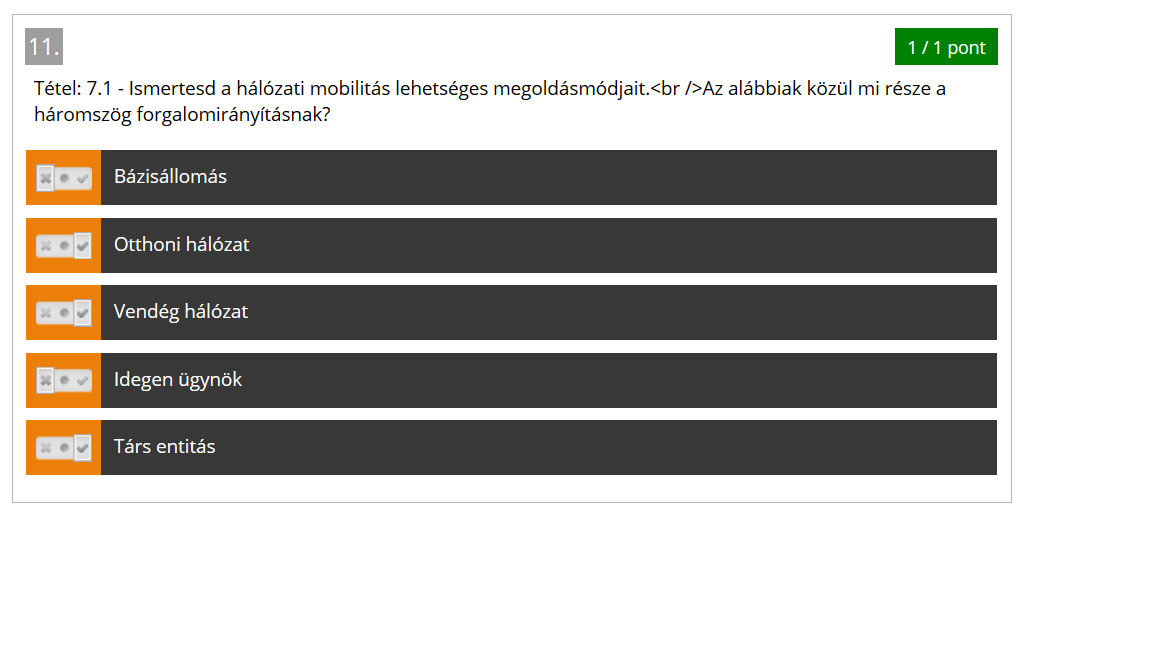 11.
1 / 1 pont
Tétel: 7.1 - Ismertesd a hálózati mobilitás lehetséges megoldásmódjait.<br />Az alábbiak közül mi része a
háromszög forgalomirányításnak?
Bázisállomás
Otthoni hálózat
Vendég hálózat
Idegen ügynök
Társ entitás